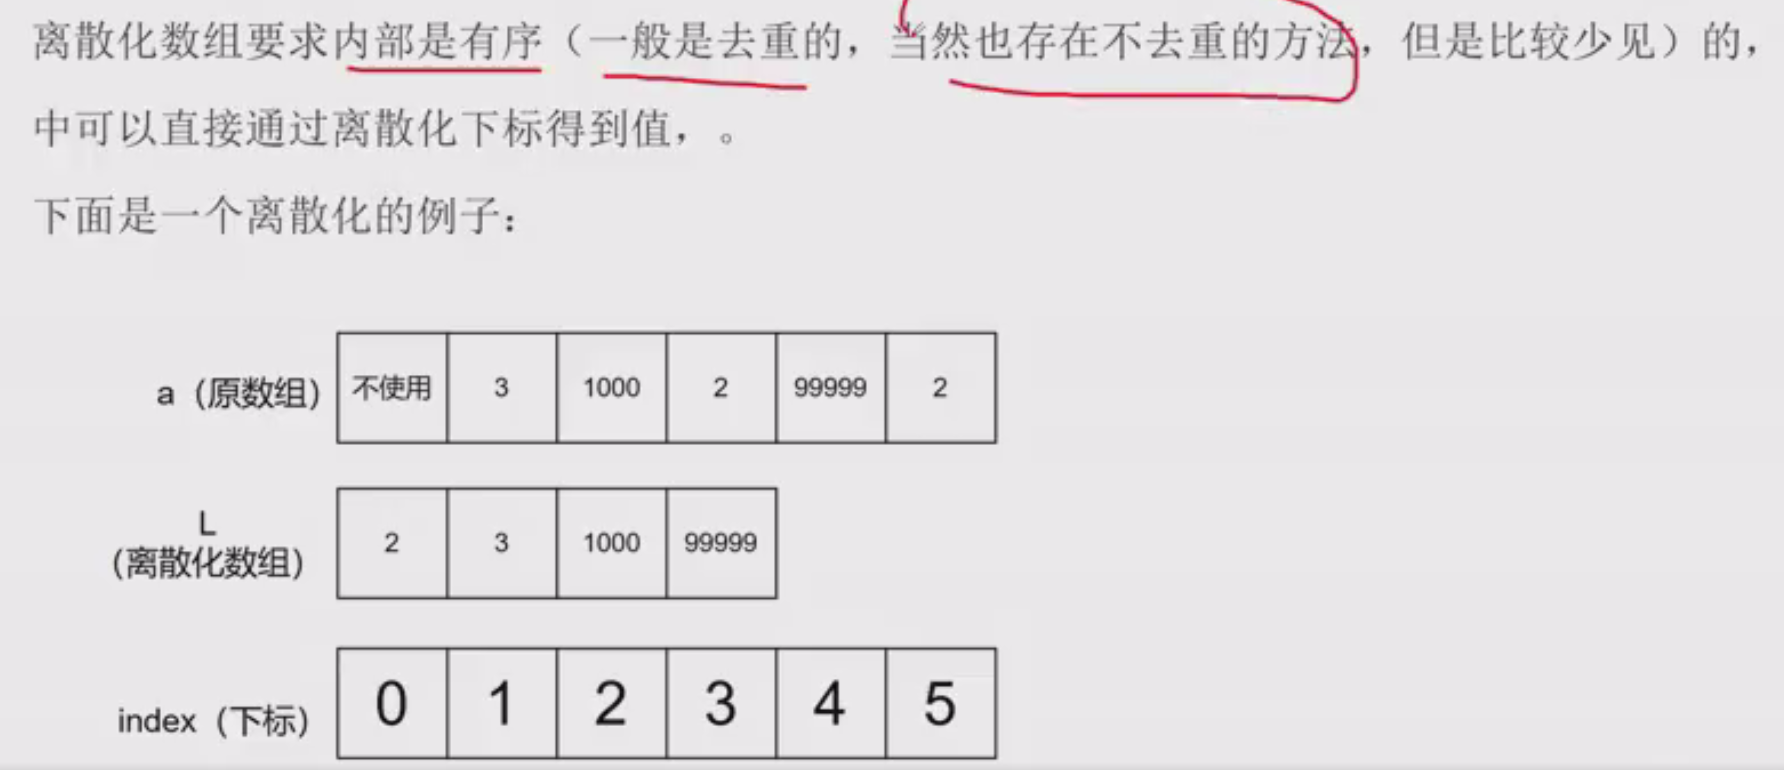 离散化数组要求内部是有序（一般是去重的，当然也存在不去重的方法，但是比较少见）的，
中可以直接通过离散化下标得到值，。
下面是一个离散化的例子：
a（原数组） 不使用 3 1000 2 99999 2
L
（离散化数组） 2 3 1000 99999
index（下标） 0 1 2 3 4 5